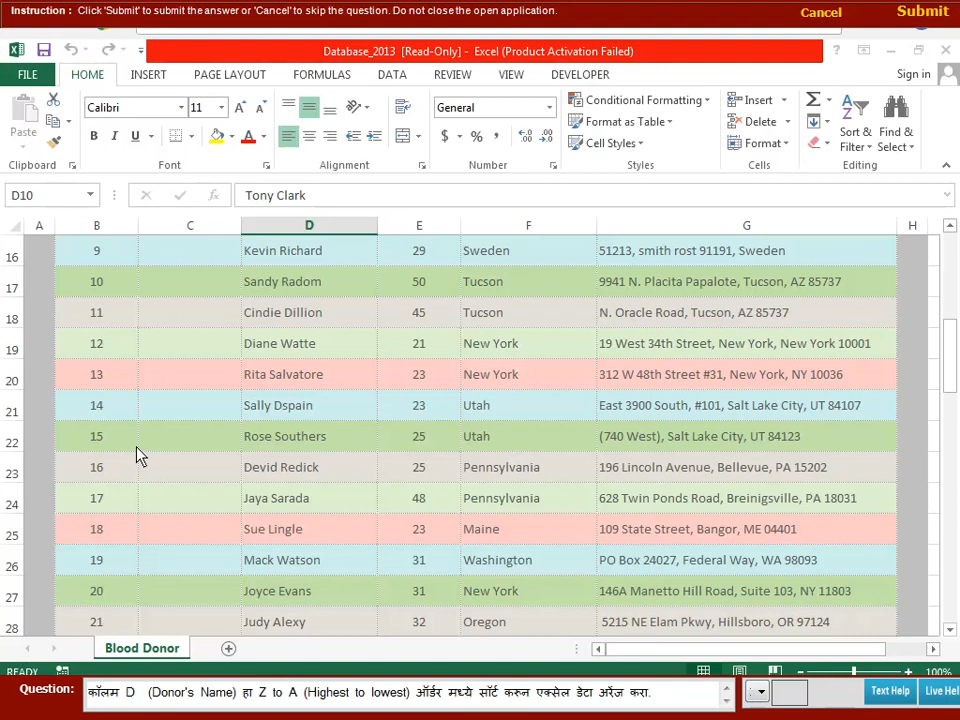 Instruction : Click 'Submit' to submit the answer or 'Cancel' to skip the question. Do not close the open application.
Cancel Submit
Database_2013 [Read-Only] - Excel (Product Activation Failed)
FILE HOME INSERT PAGE LAYOUT FORMULAS DATA REVIEW VIEW DEVELOPER Sign in
Paste Calibri 11 General Conditional Formatting Insert
B I U $ % , Format as Table Delete Sort & Find &
Cell Styles Format Filter Select
Clipboard Font Alignment Number Styles Cells Editing
D10 fx Tony Clark
A B C D E F G H
16 9 Kevin Richard 29 Sweden 51213, smith rost 91191, Sweden
17 10 Sandy Radom 50 Tucson 9941 N. Placita Papalote, Tucson, AZ 85737
18 11 Cindie Dillion 45 Tucson N. Oracle Road, Tucson, AZ 85737
19 12 Diane Watte 21 New York 19 West 34th Street, New York, New York 10001
20 13 Rita Salvatore 23 New York 312 W 48th Street #31, New York, NY 10036
21 14 Sally Dspain 23 Utah East 3900 South, #101, Salt Lake City, UT 84107
22 15 Rose Southers 25 Utah (740 West), Salt Lake City, UT 84123
23 16 Devid Redick 25 Pennsylvania 196 Lincoln Avenue, Bellevue, PA 15202
24 17 Jaya Sarada 48 Pennsylvania 628 Twin Ponds Road, Breinigsville, PA 18031
25 18 Sue Lingle 23 Maine 109 State Street, Bangor, ME 04401
26 19 Mack Watson 31 Washington PO Box 24027, Federal Way, WA 98093
27 20 Joyce Evans 31 New York 146A Manetto Hill Road, Suite 103, NY 11803
28 21 Judy Alexy 32 Oregon 5215 NE Elam Pkwy, Hillsboro, OR 97124
Blood Donor
READY 100%
Question: कॉलम D (Donor's Name) हा Z to A (Highest to lowest) ऑर्डर मध्ये सॉर्ट करून एक्सेल डेटा अरेंज करा. Text Help Live Hel